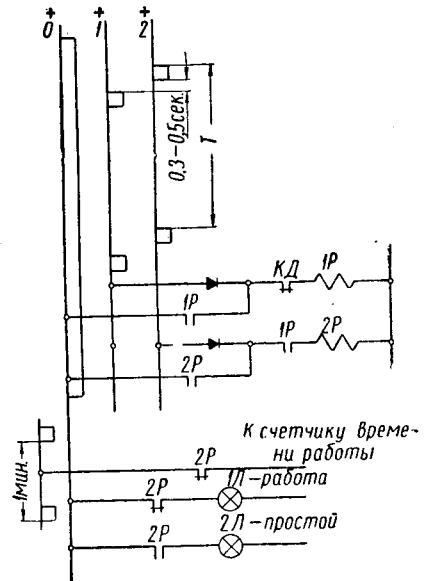 + + +
0 1 2
0,3-0,5сек.
T
КД 1Р
1Р
1Р 2Р
2Р
К счетчику Време-
ни работы
1мин.
2Р
1Л-работа
2Р
2Л-простой
2Р